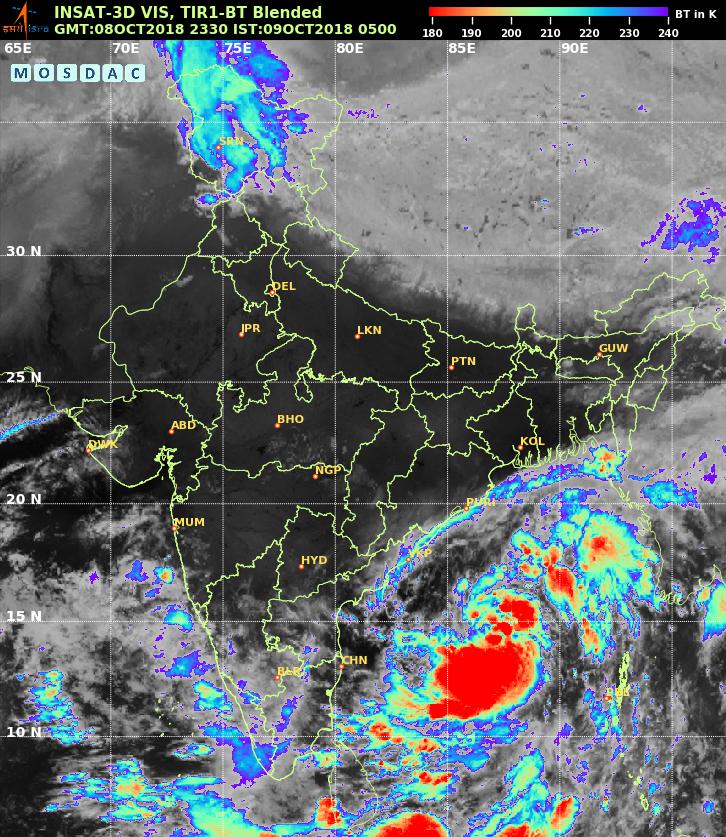 INSAT-3D VIS, TIR1-BT Blended
GMT:08OCT2018 2330 IST:09OCT2018 0500
BT in K
180 190 200 210 220 230 240
65E 70E 75E 80E 85E 90E
M O S D A C
SRN
30 N
DEL
JPR
LKN
PTN
GUW
25 N
ABD
BHO
DWK
KOL
NGP
20 N
PURI
MUM
HYD
15 N
CHN
BLR
10 N